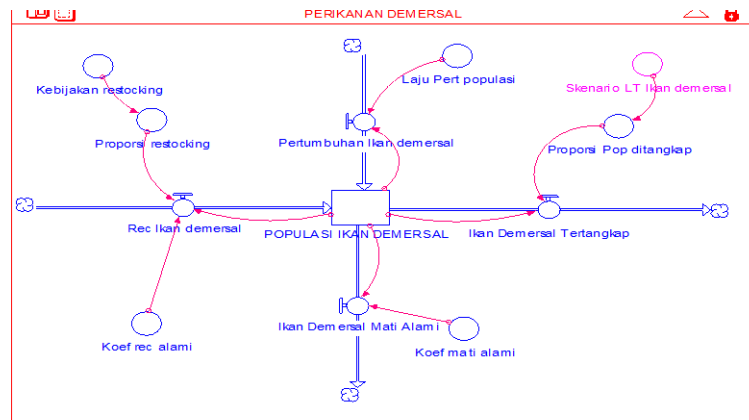 PERIKANAN DEMERSAL
Kebijakan restocking
Laju Pert populasi
Skenario LT Ikan demersal
Proporsi restocking
Pertumbuhan Ikan demersal
Proporsi Pop ditangkap
Rec Ikan demersal
POPULASI IKAN DEMERSAL
Ikan Demersal Tertangkap
Koef rec alami
Ikan Demersal Mati Alami
Koef mati alami